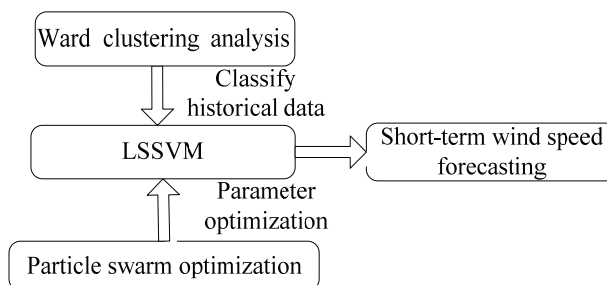 Ward clustering analysis
Classify
historical data
LSSVM
Short-term wind speed
forecasting
Parameter
optimization
Particle swarm optimization